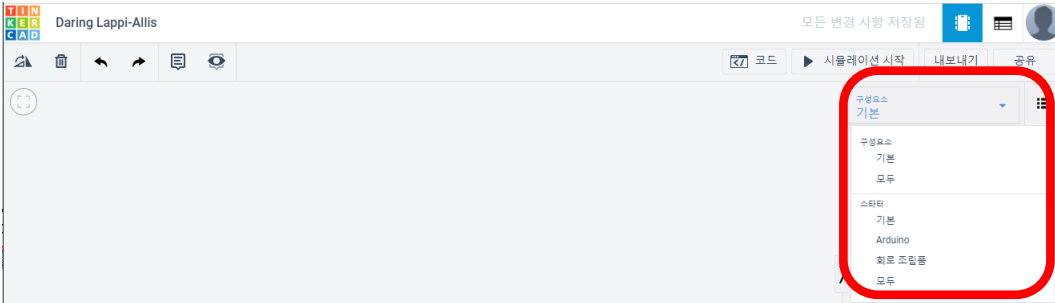 TIN
KER
CAD
Daring Lappi-Allis
모든 변경 사항 저장됨
코드
시뮬레이션 시작
내보내기
공유
구성요소
기본
구성요소
기본
모두
스타터
기본
Arduino
회로 조립품
모두